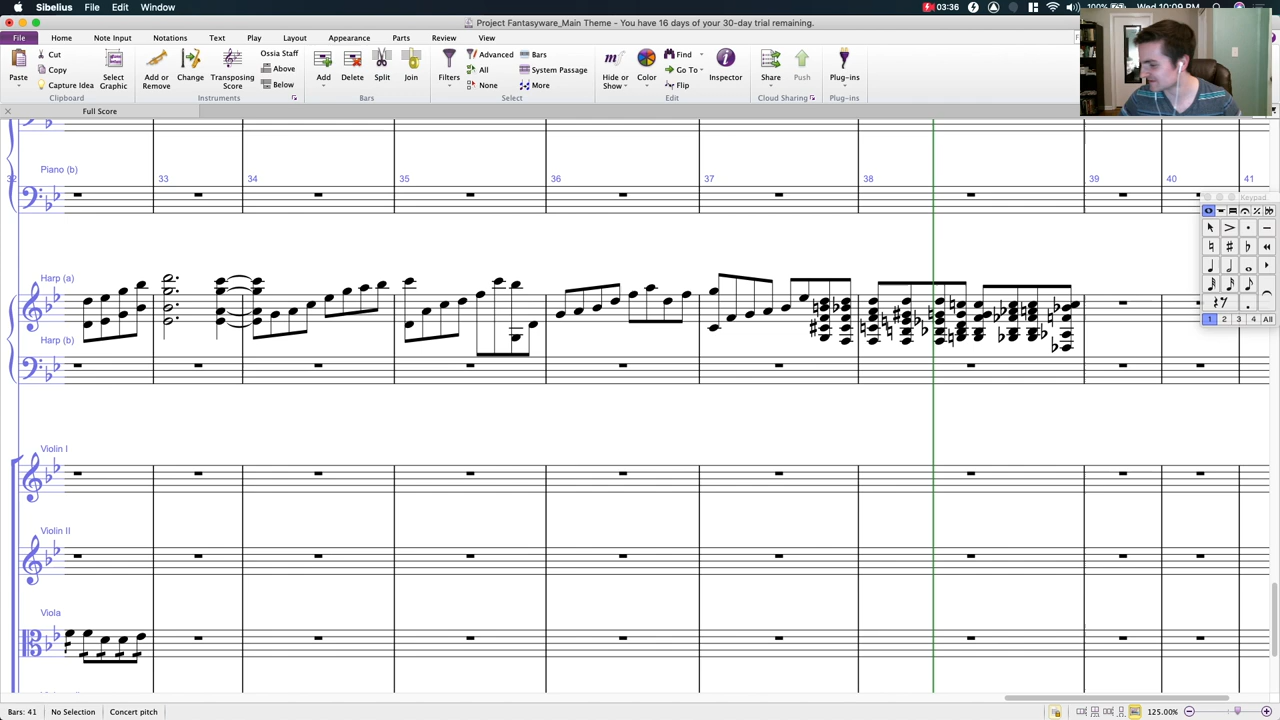 Sibelius File Edit View Window 03:36 100% Wed 10:09 PM
Project Fantasyware_Main Theme - You have 16 days of your 30-day trial remaining.
File Home Note Input Notations Text Play Layout Appearance Parts Review View
Paste Cut Copy Capture Idea Select Graphic Add or Remove Change Transposing Score Ossia Staff Above Below Add Delete Split Join Filters Advanced All None Bars System Passage More Hide or Show Color Find Go To Flip Inspector Share Push Plug-ins
Clipboard Instruments Bars Select Edit Cloud Sharing Plug-ins
Full Score
Piano (b)
32 33 34 35 36 37 38 39 40 41
Keypad
Harp (a)
1 2 3 4 All
Harp (b)
Violin I
Violin II
Viola
Bars: 41 No Selection Concert pitch 125.00%